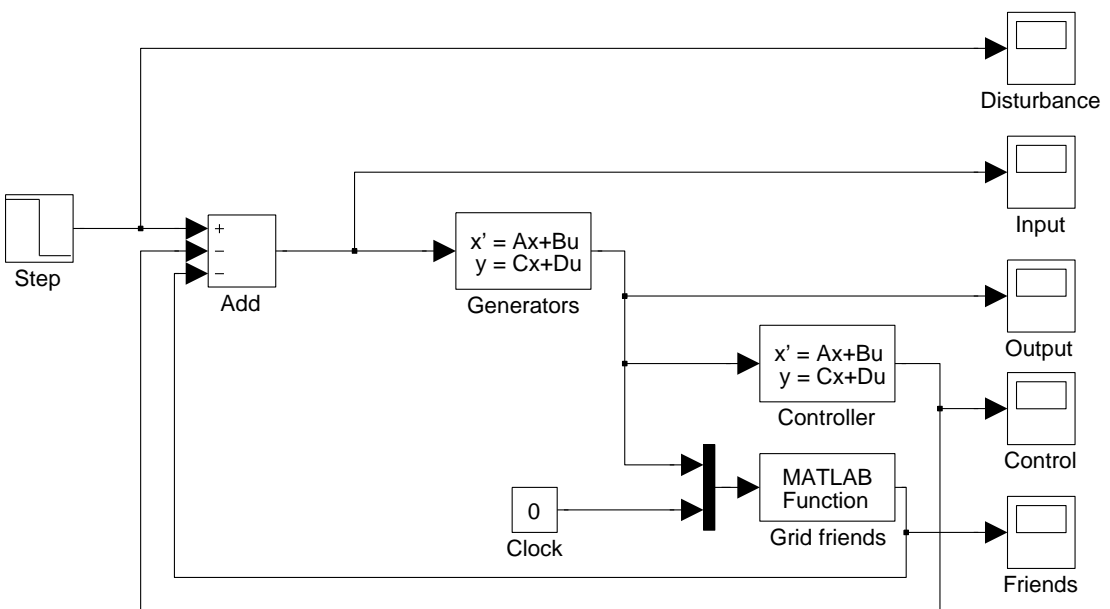 Disturbance
Input
Step
+
−
−
Add
x' = Ax+Bu
y = Cx+Du
Generators
Output
x' = Ax+Bu
y = Cx+Du
Controller
Control
MATLAB
Function
Grid friends
0
Clock
Friends